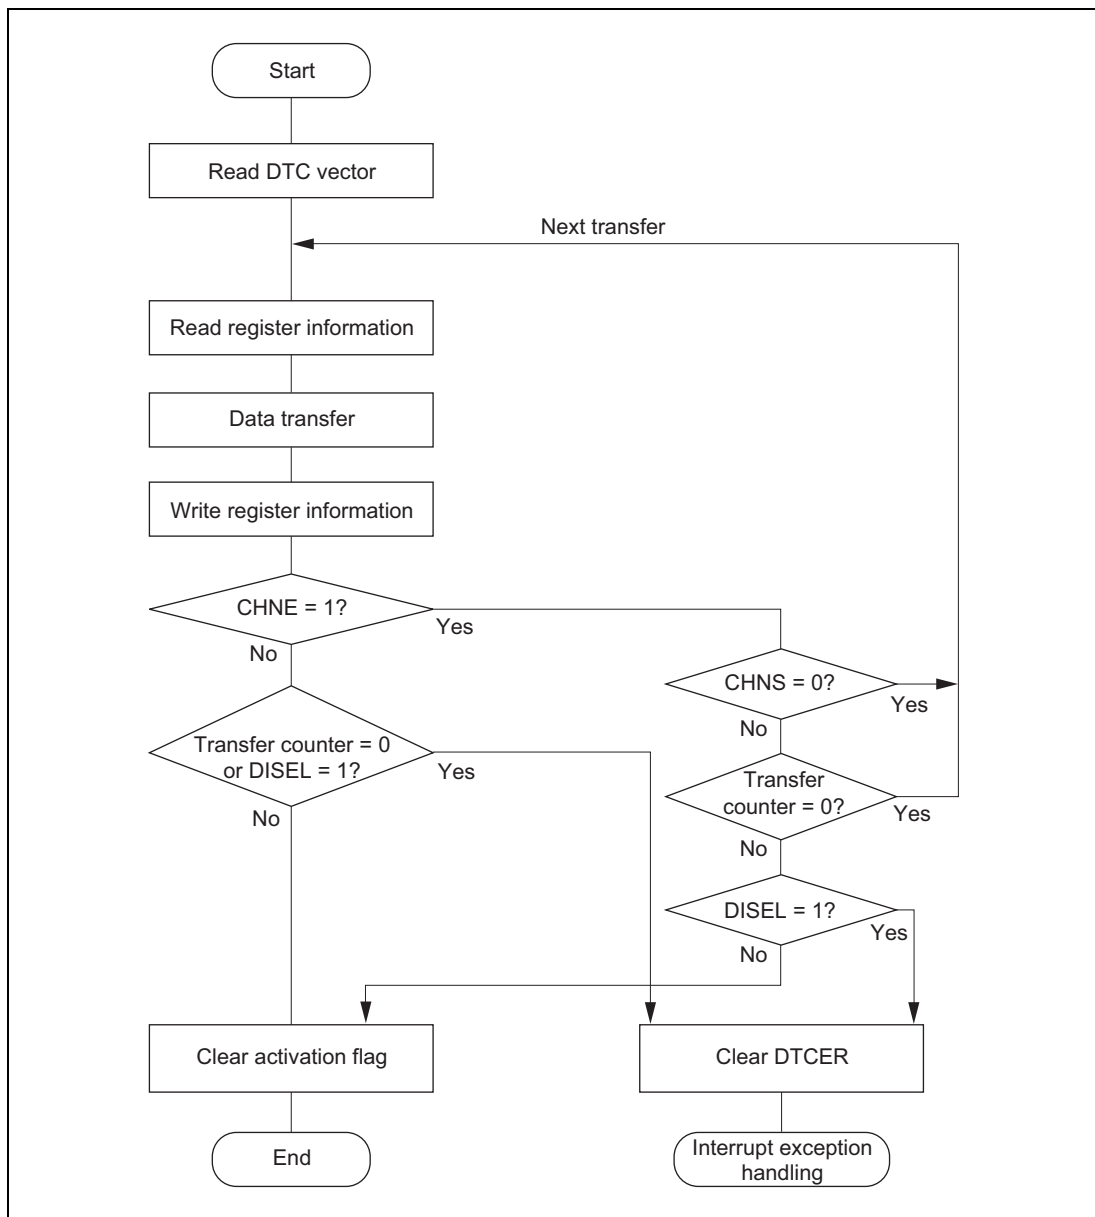 Start
Read DTC vector
Next transfer
Read register information
Data transfer
Write register information
CHNE = 1?
Yes
No
CHNS = 0?
Yes
No
Transfer counter = 0
or DISEL = 1?
Yes
No
Transfer
counter = 0?
Yes
No
DISEL = 1?
Yes
No
Clear activation flag
Clear DTCER
End
Interrupt exception
handling